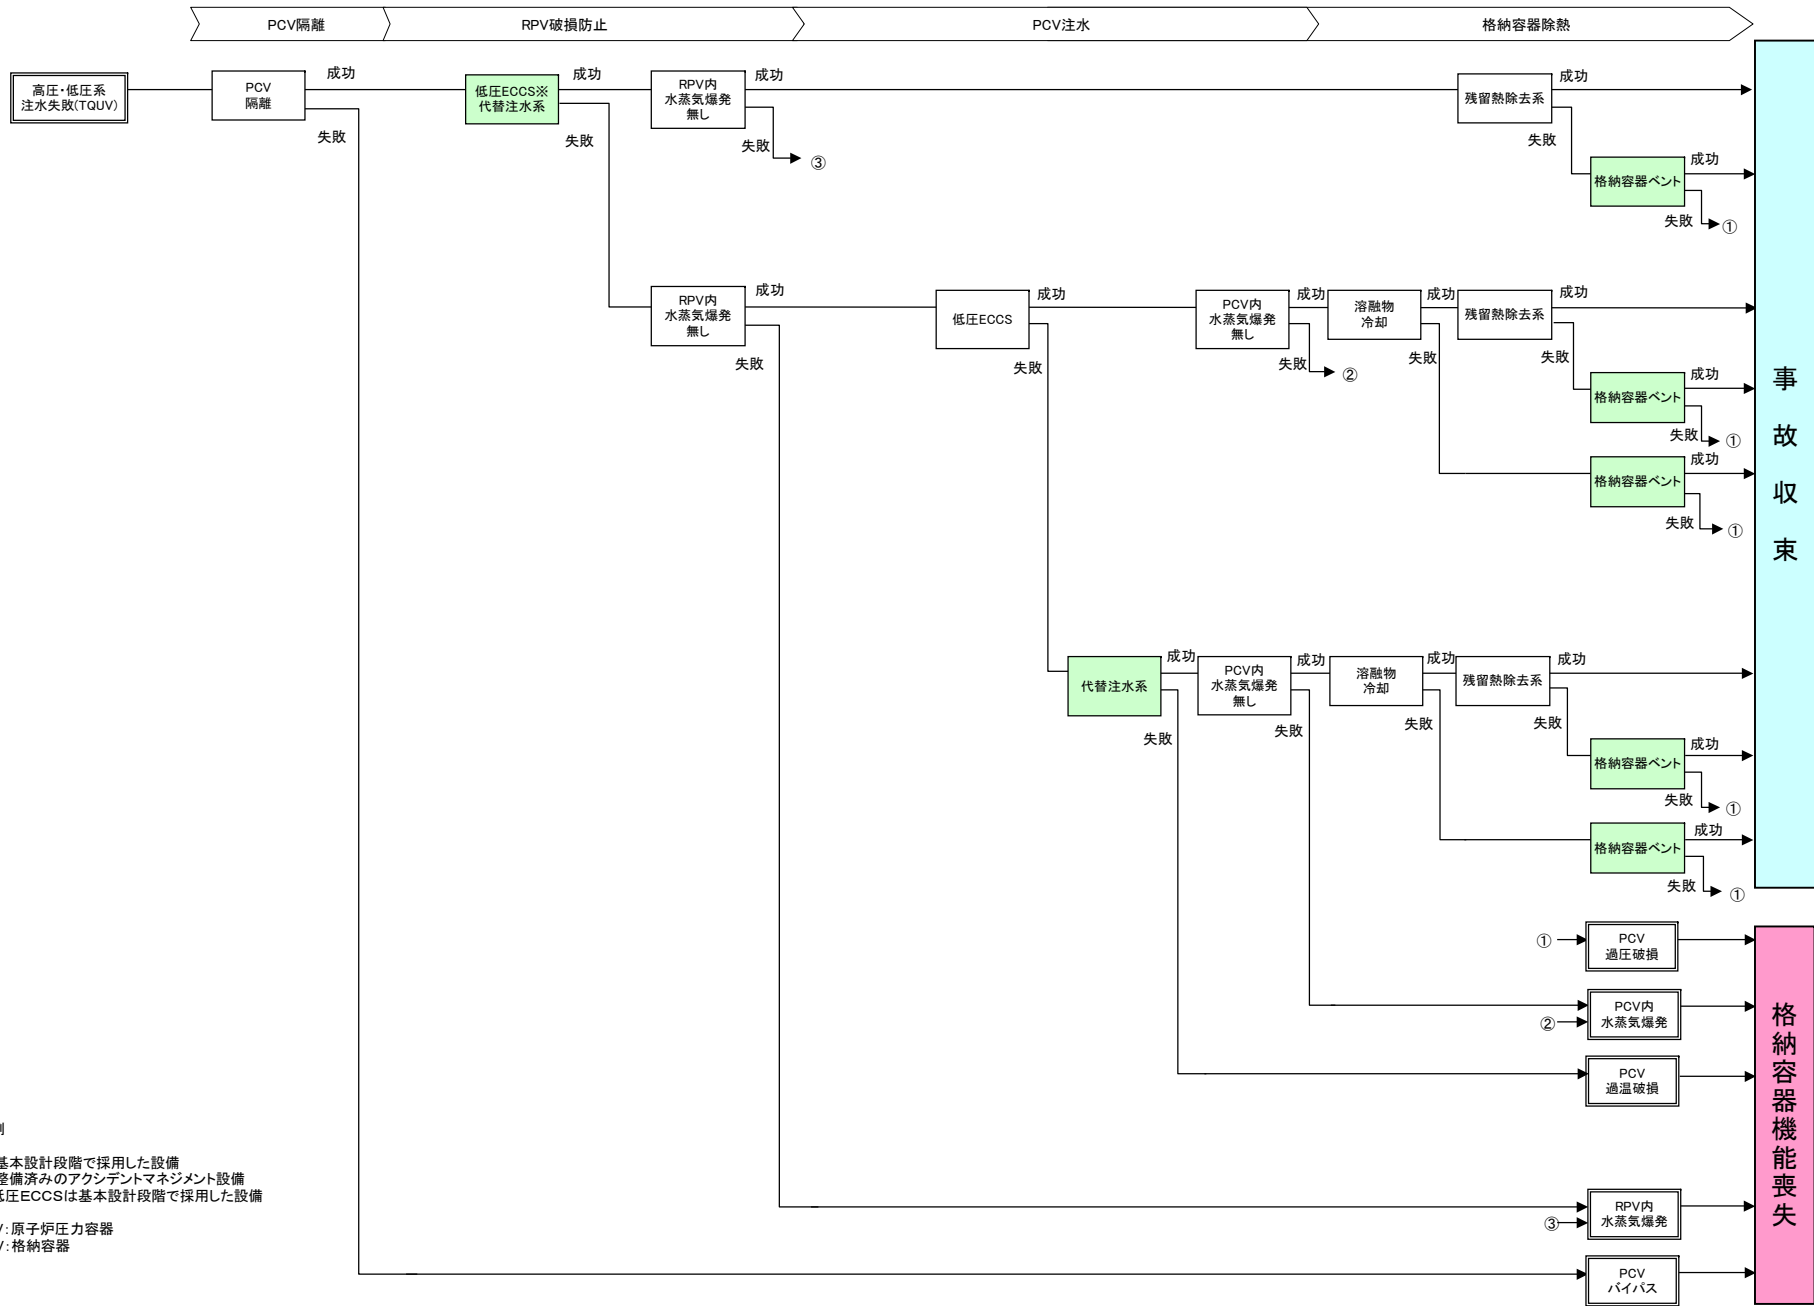 PCV隔離
RPV破損防止
PCV注水
格納容器除熱
高圧・低圧系
注水失敗(TQUV)
PCV
隔離
成功
失敗
低圧ECCS※
代替注水系
成功
失敗
RPV内
水蒸気爆発
無し
成功
失敗
③
残留熱除去系
成功
失敗
格納容器ベント
成功
失敗
①
RPV内
水蒸気爆発
無し
成功
失敗
低圧ECCS
成功
失敗
PCV内
水蒸気爆発
無し
成功
失敗
②
溶融物
冷却
成功
失敗
残留熱除去系
成功
失敗
格納容器ベント
成功
失敗
①
格納容器ベント
成功
失敗
①
代替注水系
成功
失敗
PCV内
水蒸気爆発
無し
成功
失敗
溶融物
冷却
成功
失敗
残留熱除去系
成功
失敗
格納容器ベント
成功
失敗
①
格納容器ベント
成功
失敗
①
事故収束
①
PCV
過圧破損
②
PCV内
水蒸気爆発
PCV
過温破損
③
RPV内
水蒸気爆発
PCV
バイパス
格納容器機能喪失
基本設計段階で採用した設備
整備済みのアクシデントマネジメント設備
低圧ECCSは基本設計段階で採用した設備
V:原子炉圧力容器
V:格納容器